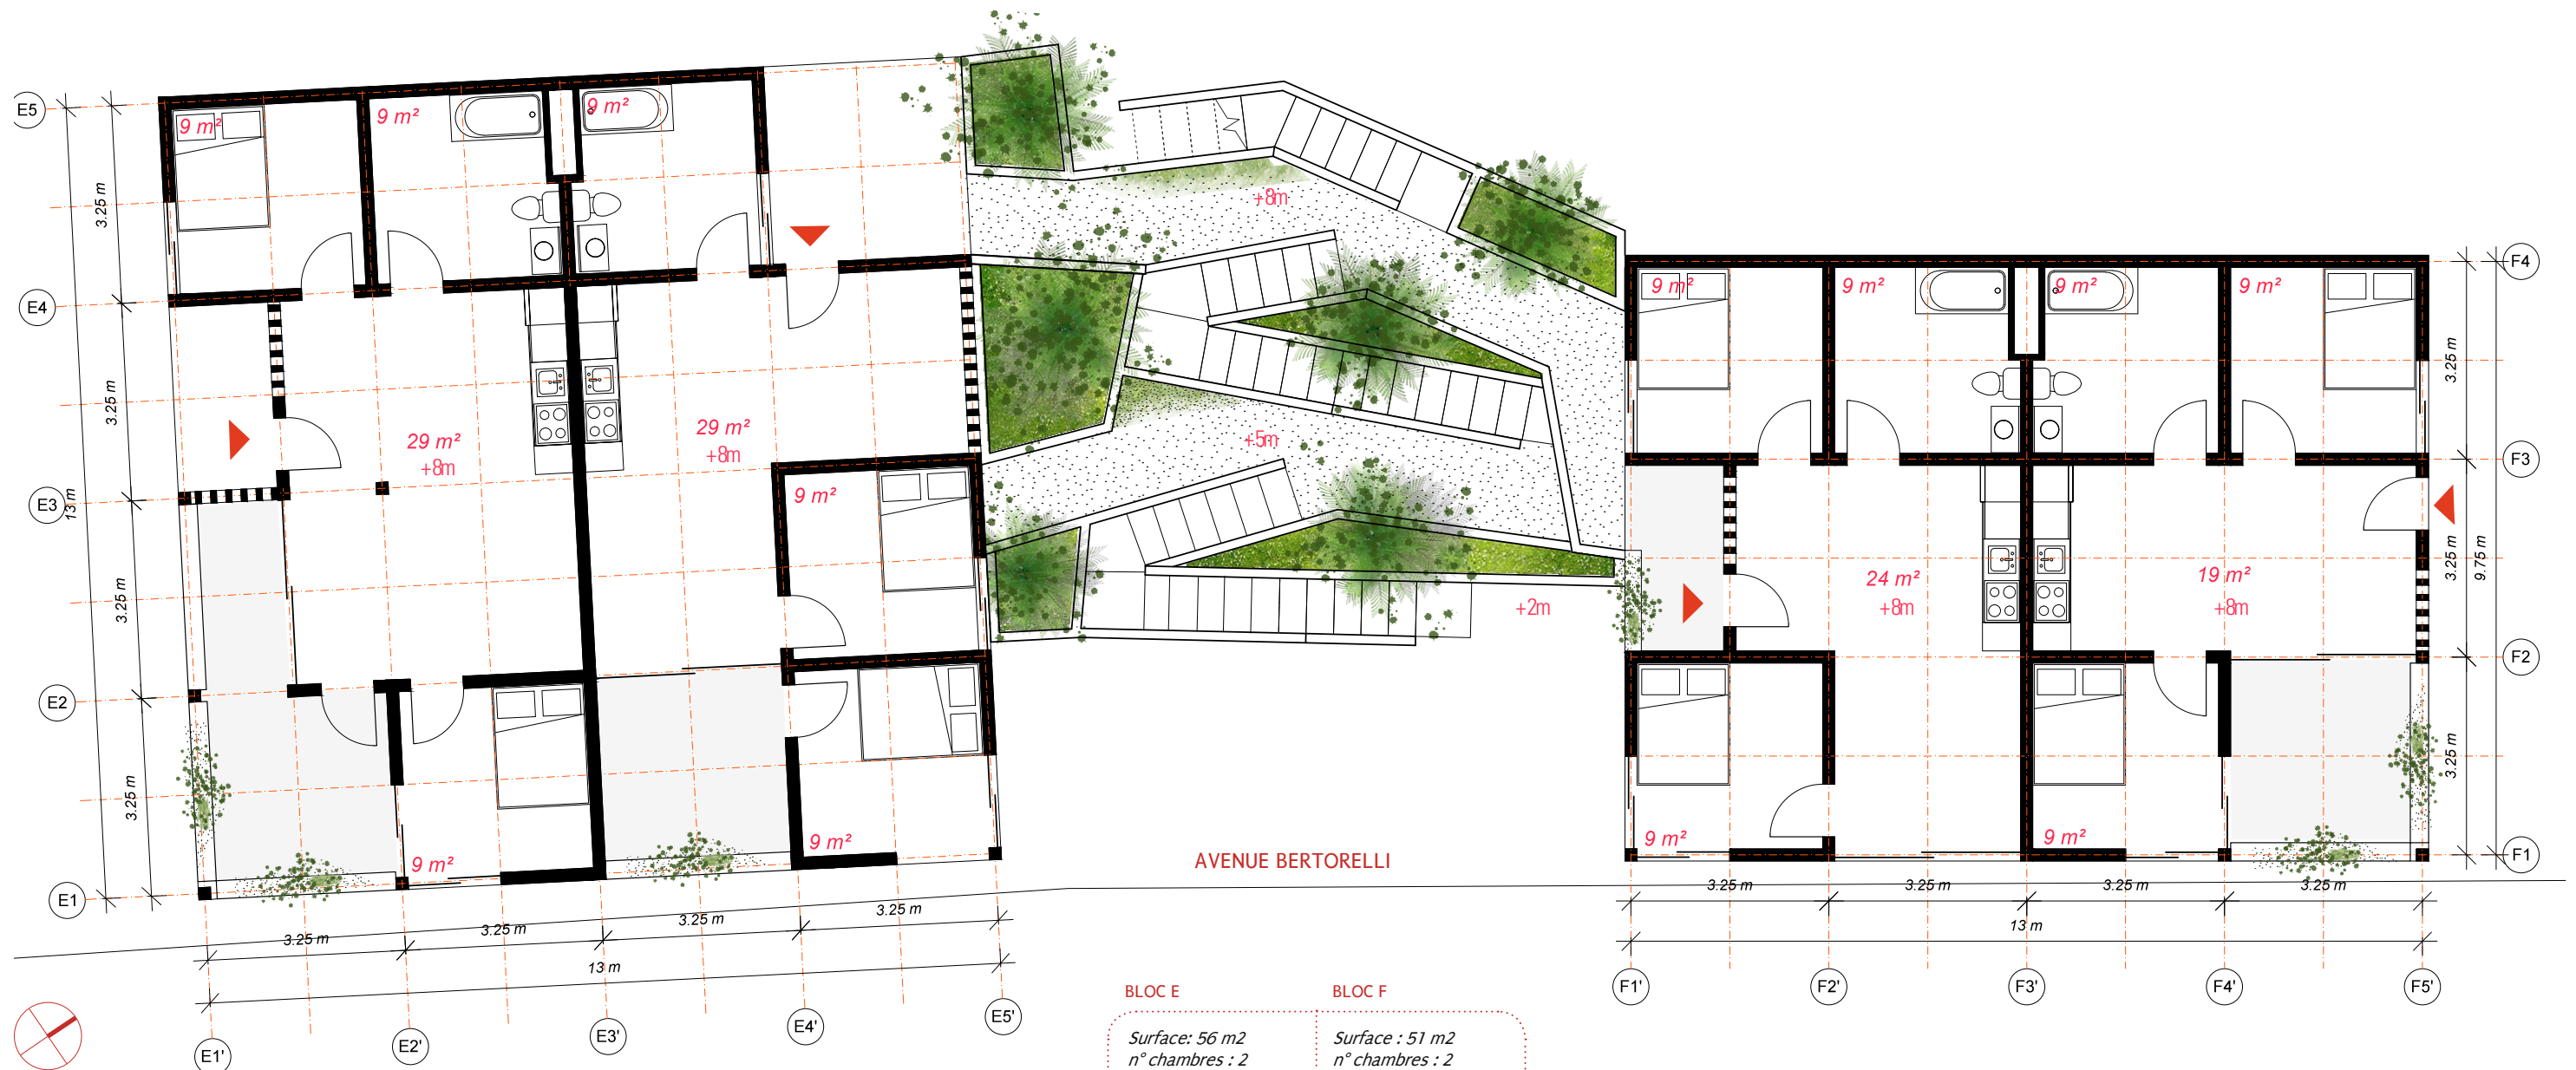 E5
E4
E3
E2
E1
3.25 m
3.25 m
3.25 m
3.25 m
13 m
9 m²
9 m²
9 m²
29 m²
+8m
29 m²
+8m
9 m²
9 m²
9 m²
3.25 m
3.25 m
3.25 m
3.25 m
13 m
E1'
E2'
E3'
E4'
E5'
+8m
+5m
+2m
AVENUE BERTORELLI
9 m²
9 m²
9 m²
9 m²
24 m²
+8m
19 m²
+8m
9 m²
9 m²
F4
F3
F2
F1
3.25 m
3.25 m
3.25 m
9.75 m
3.25 m
3.25 m
3.25 m
3.25 m
13 m
F1'
F2'
F3'
F4'
F5'
BLOC E
Surface: 56 m2
n° chambres : 2
BLOC F
Surface : 51 m2
n° chambres : 2